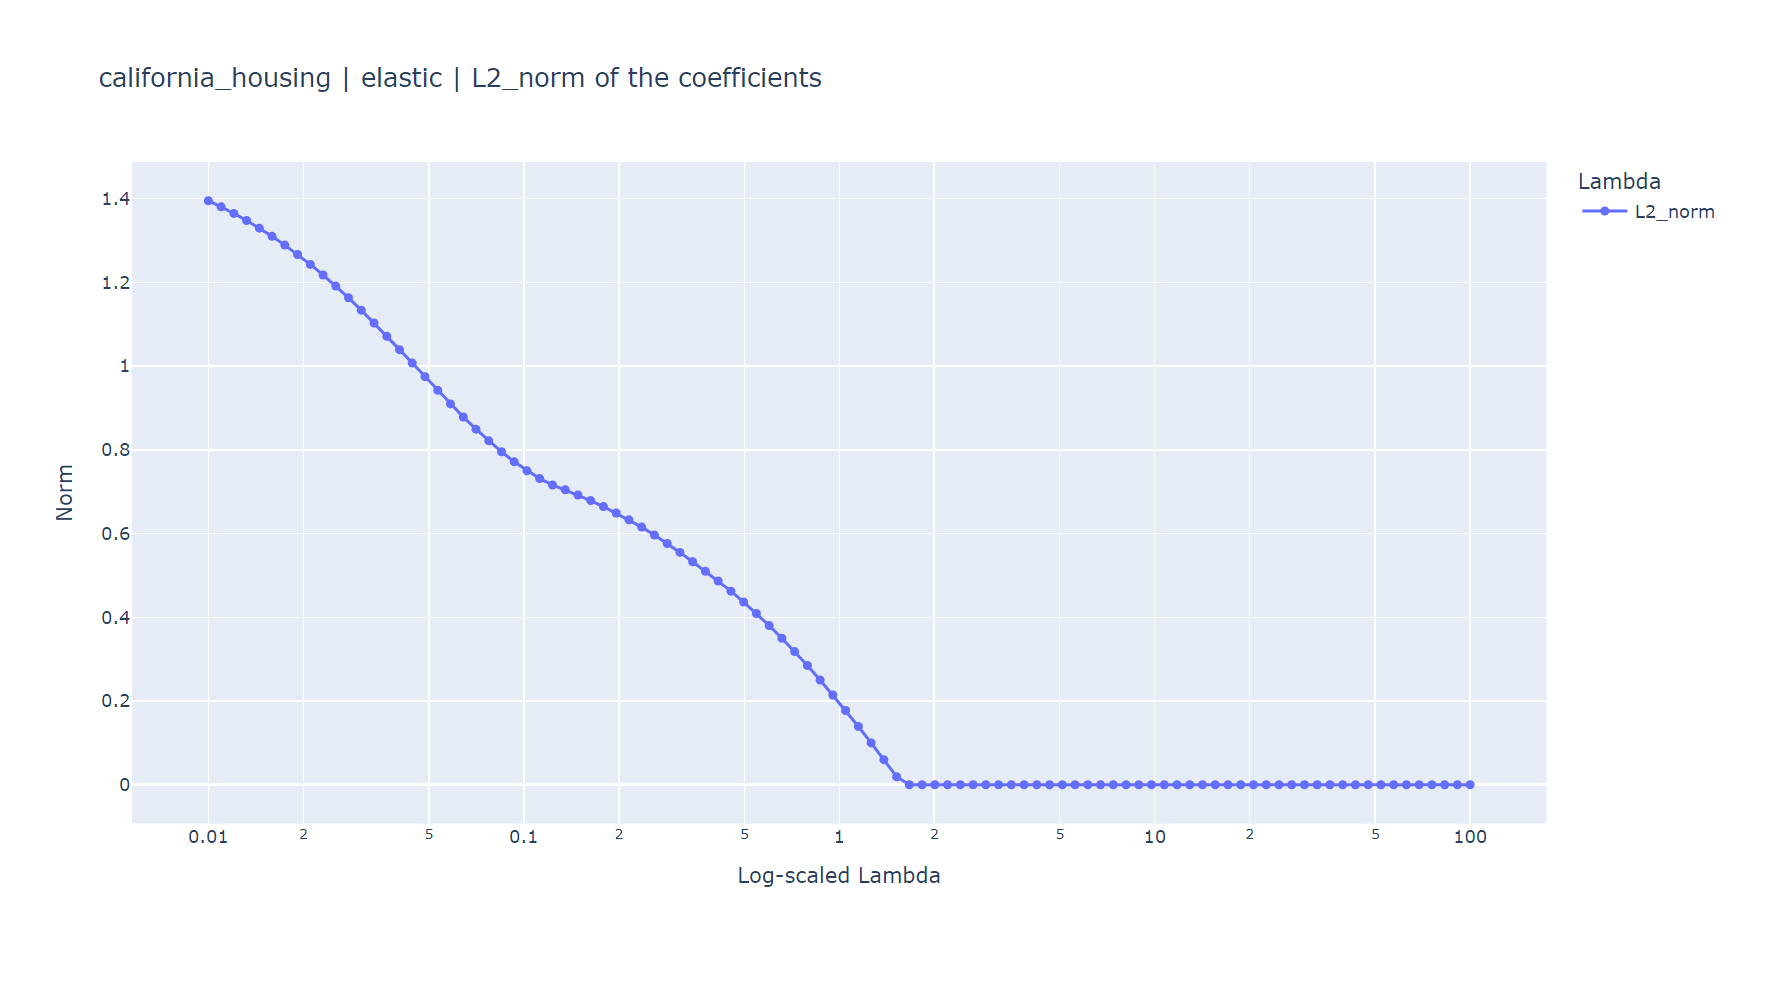 california_housing | elastic | L2_norm of the coefficients
Lambda
L2_norm
1.4
1.2
1
0.8
0.6
0.4
0.2
0
Norm
0.01 2 5 0.1 2 5 1 2 5 10 2 5 100
Log-scaled Lambda